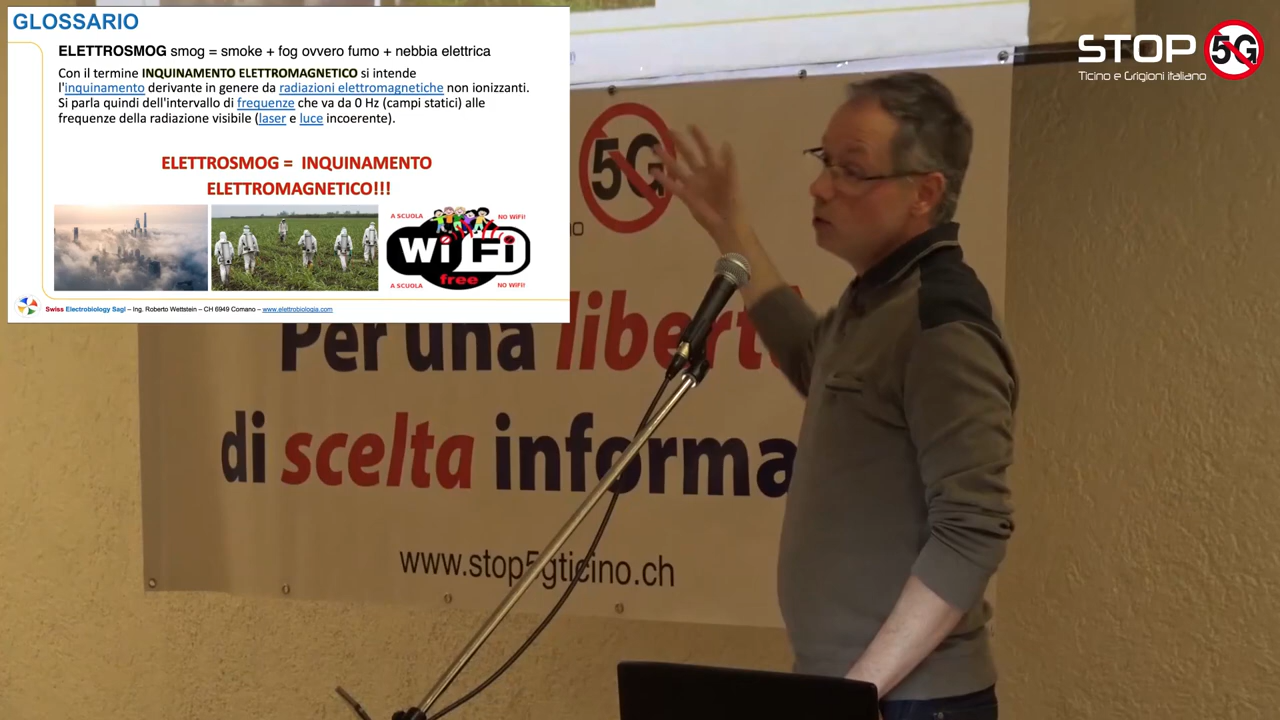 GLOSSARIO
ELETTROSMOG smog = smoke + fog ovvero fumo + nebbia elettrica
Con il termine INQUINAMENTO ELETTROMAGNETICO si intende
l'inquinamento derivante in genere da radiazioni elettromagnetiche non ionizzanti.
Si parla quindi dell'intervallo di frequenze che va da 0 Hz (campi statici) alle
frequenze della radiazione visibile (laser e luce incoerente).
ELETTROSMOG = INQUINAMENTO
ELETTROMAGNETICO!!!
A SCUOLA NO WIFI!
Wi Fi
free
A SCUOLA NO WIFI!
Swiss Electrobiology Sagl – Ing. Roberto Wettstein – CH 6949 Comano – www.elettrobiologia.com
STOP 5G
Ticino e Grigioni italiano
5G
no
Per una libert
di scelta informa
www.stop5gticino.ch